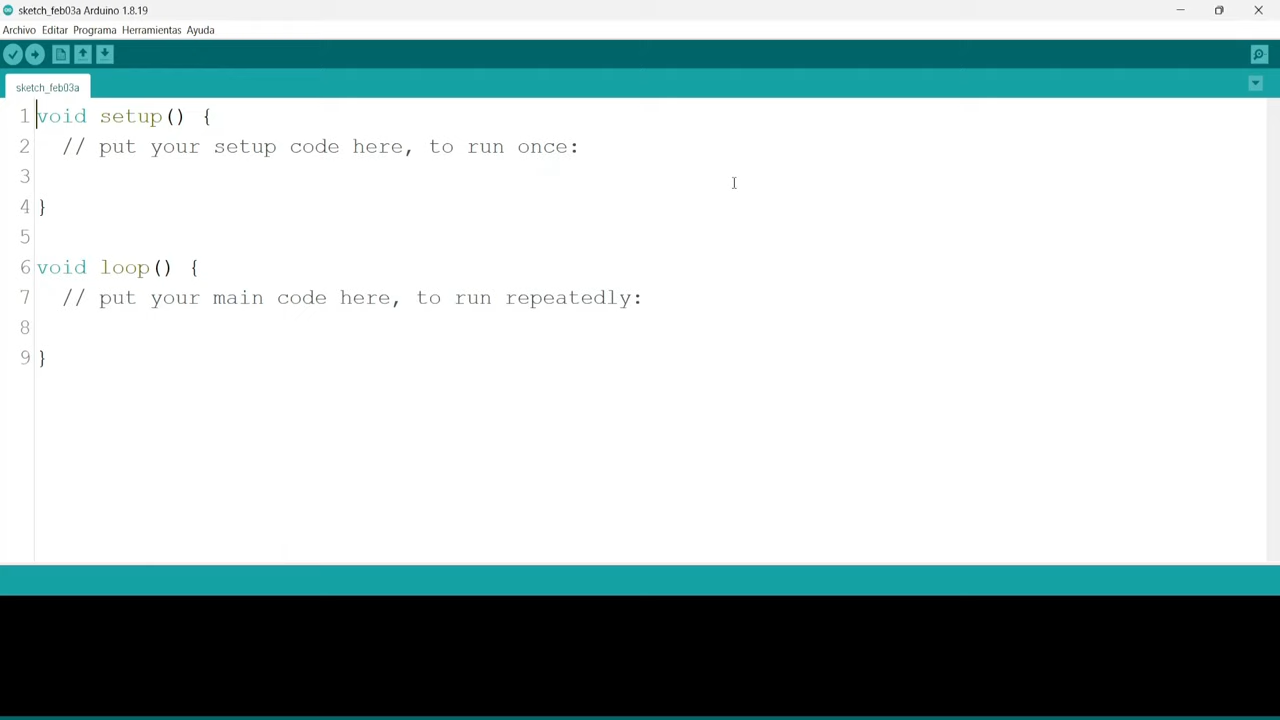 sketch_feb03a Arduino 1.8.19
Archivo Editar Programa Herramientas Ayuda
sketch_feb03a
1 void setup() {
2   // put your setup code here, to run once:
3
4 }
5
6 void loop() {
7   // put your main code here, to run repeatedly:
8
9 }